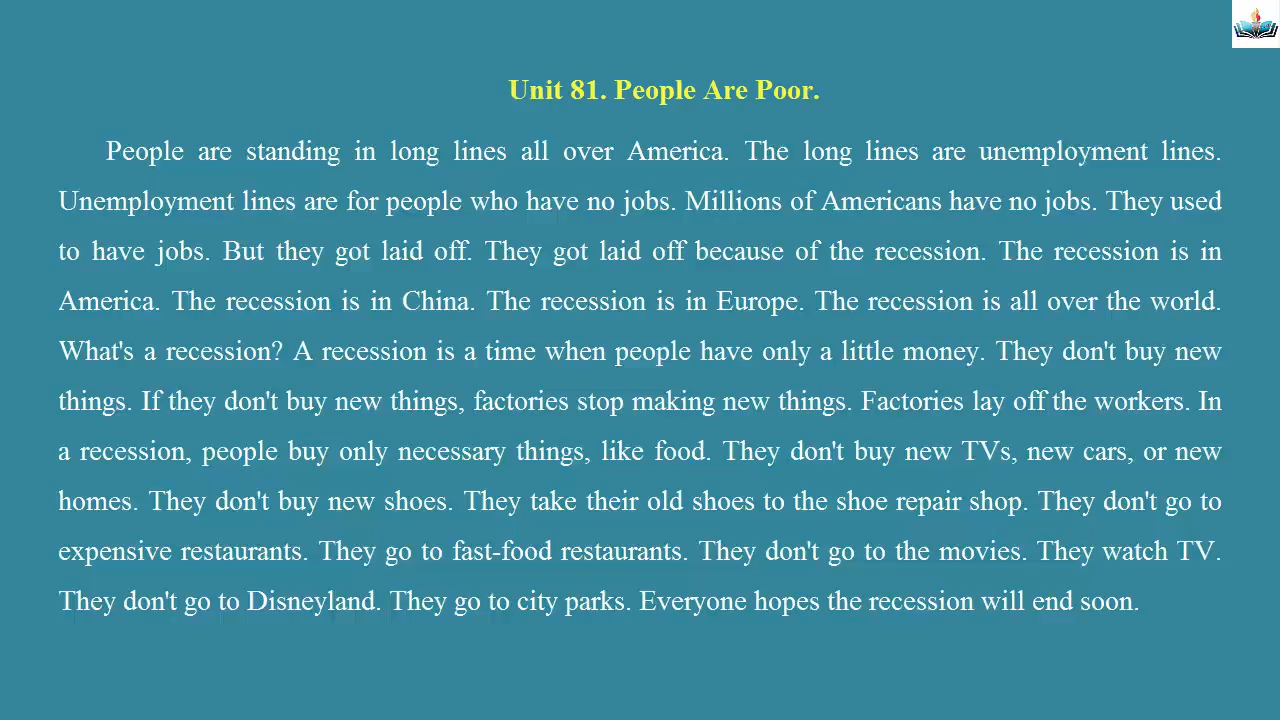 Unit 81. People Are Poor.
People are standing in long lines all over America. The long lines are unemployment lines.
Unemployment lines are for people who have no jobs. Millions of Americans have no jobs. They used
to have jobs. But they got laid off. They got laid off because of the recession. The recession is in
America. The recession is in China. The recession is in Europe. The recession is all over the world.
What's a recession? A recession is a time when people have only a little money. They don't buy new
things. If they don't buy new things, factories stop making new things. Factories lay off the workers. In
a recession, people buy only necessary things, like food. They don't buy new TVs, new cars, or new
homes. They don't buy new shoes. They take their old shoes to the shoe repair shop. They don't go to
expensive restaurants. They go to fast-food restaurants. They don't go to the movies. They watch TV.
They don't go to Disneyland. They go to city parks. Everyone hopes the recession will end soon.